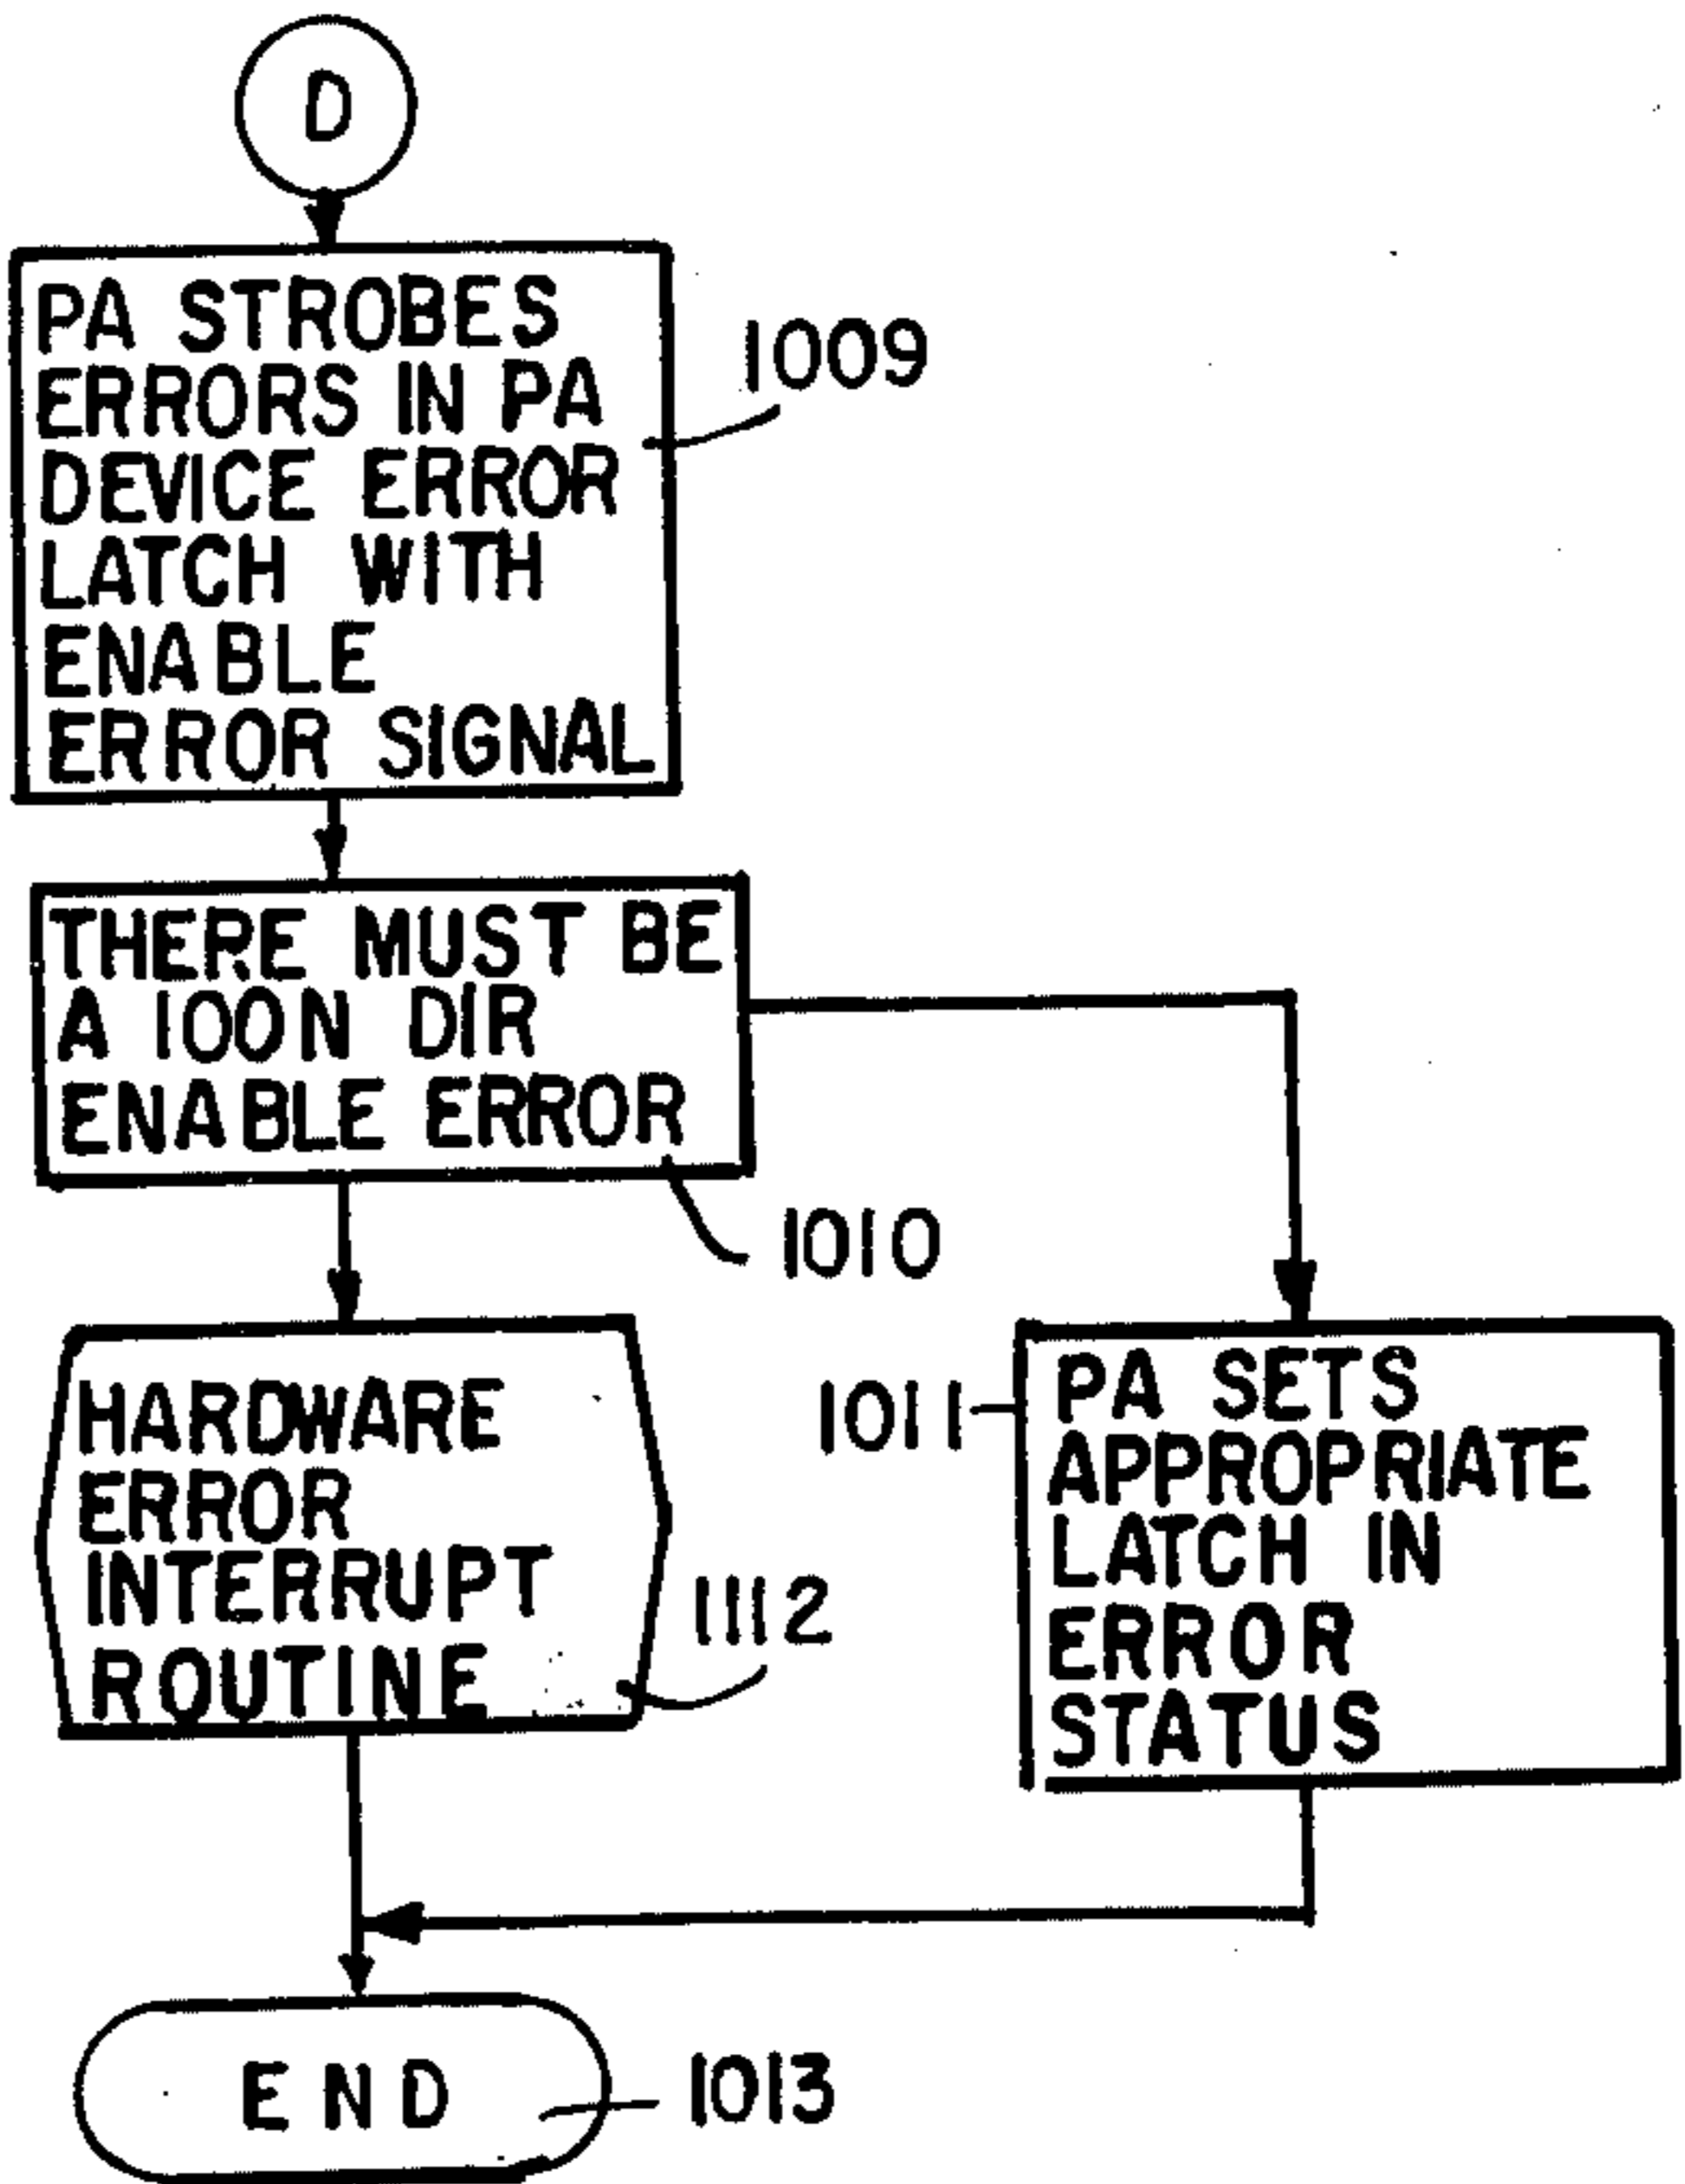 D
PA STROBES
ERRORS IN PA
DEVICE ERROR
LATCH WITH
ENABLE
ERROR SIGNAL
1009
THERE MUST BE
A 100N DIR
ENABLE ERROR
1010
HARDWARE
ERROR
INTERRUPT
ROUTINE
1112
1011
PA SETS
APPROPRIATE
LATCH IN
ERROR
STATUS
END
1013